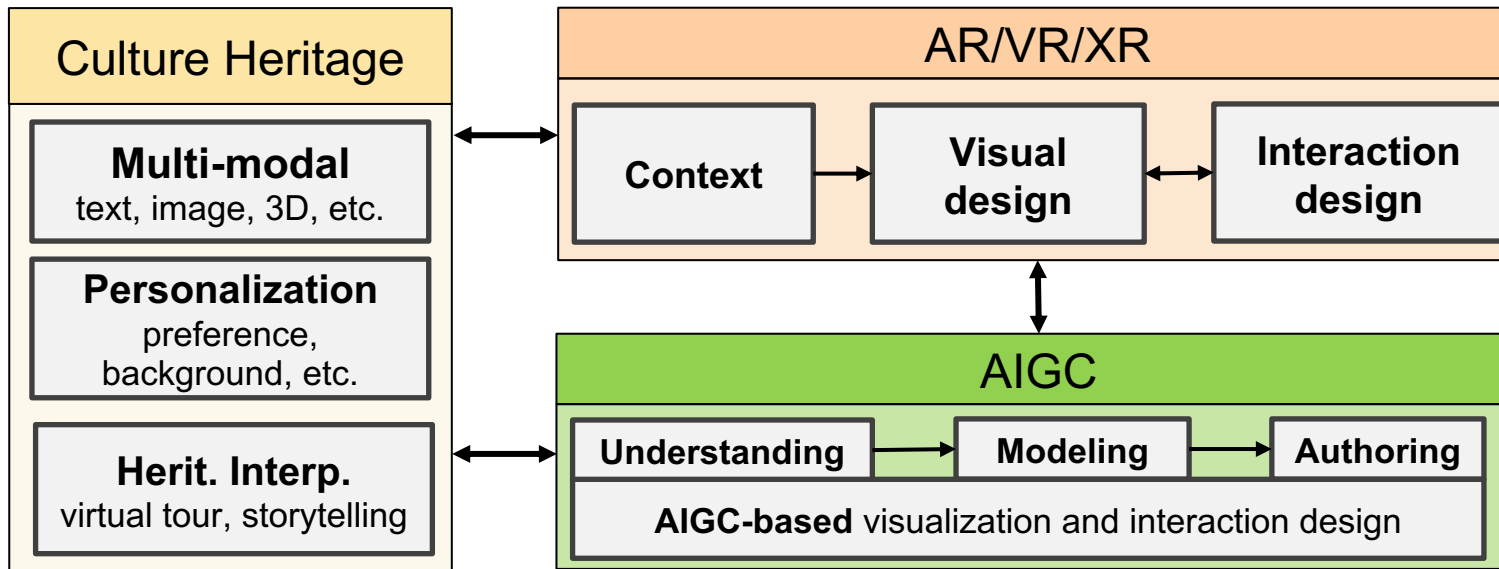 Culture Heritage
Multi-modal
text, image, 3D, etc.
Personalization
preference,
background, etc.
Herit. Interp.
virtual tour, storytelling
AR/VR/XR
Context
Visual
design
Interaction
design
AIGC
Understanding
Modeling
Authoring
AIGC-based visualization and interaction design